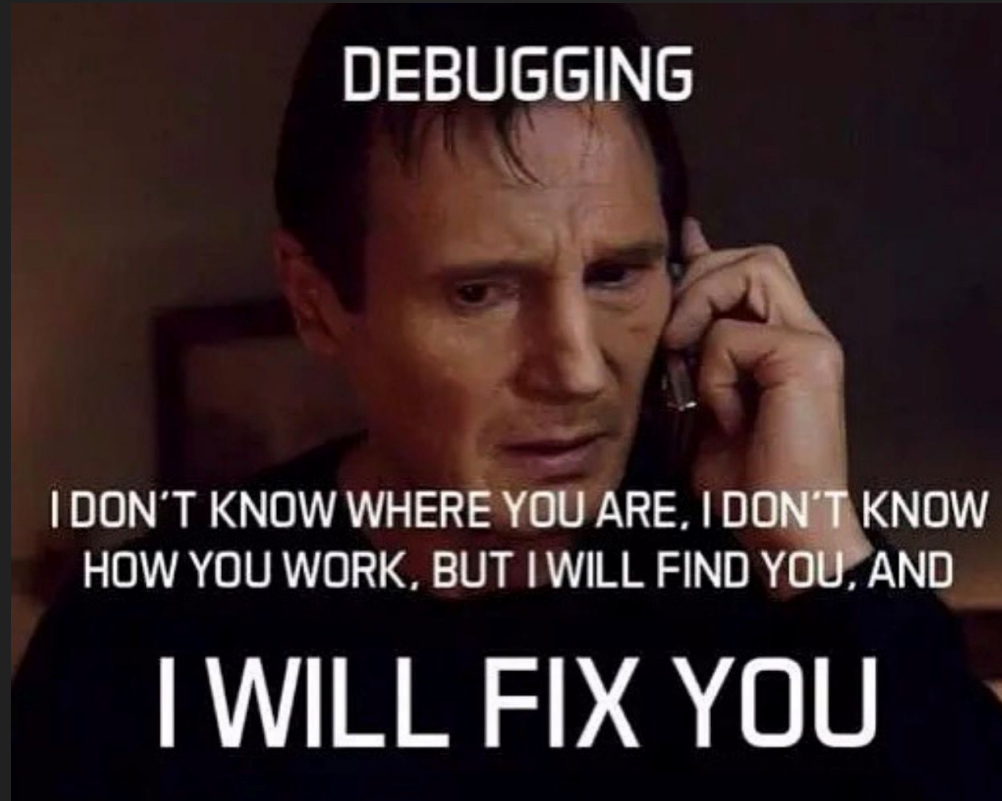 DEBUGGING
I DON'T KNOW WHERE YOU ARE, I DON'T KNOW
HOW YOU WORK, BUT I WILL FIND YOU, AND
I WILL FIX YOU